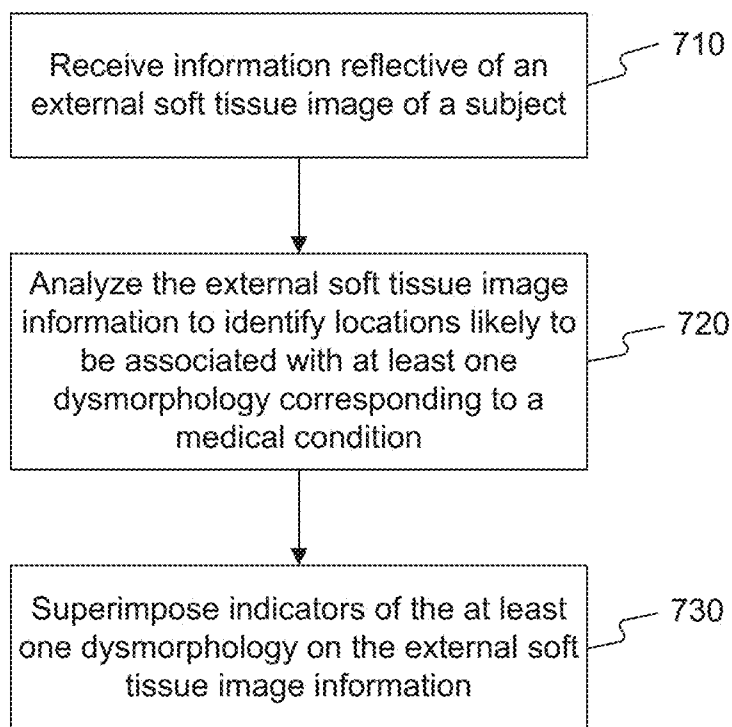 Receive information reflective of an
external soft tissue image of a subject
710
Analyze the external soft tissue image
information to identify locations likely to
be associated with at least one
dysmorphology corresponding to a
medical condition
720
Superimpose indicators of the at least
one dysmorphology on the external soft
tissue image information
730